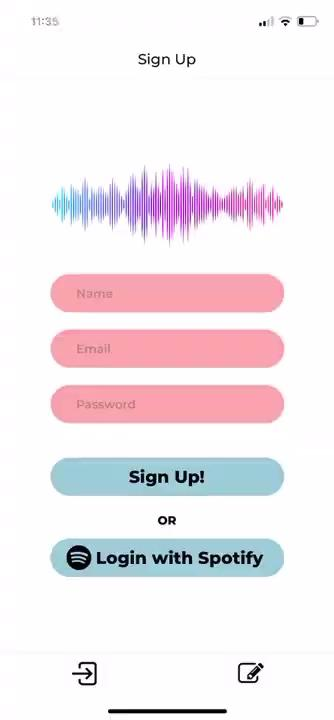 11:35
Sign Up
Name
Email
Password
Sign Up!
OR
Login with Spotify